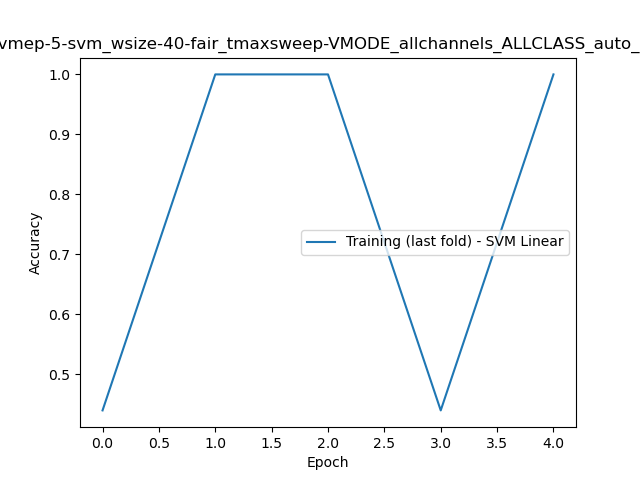 vmep-5-svm_wsize-40-fair_tmaxsweep-VMODE_allchannels_ALLCLASS_auto_
1.0
0.9
0.8
0.7
0.6
0.5
Accuracy
Training (last fold) - SVM Linear
0.0 0.5 1.0 1.5 2.0 2.5 3.0 3.5 4.0
Epoch